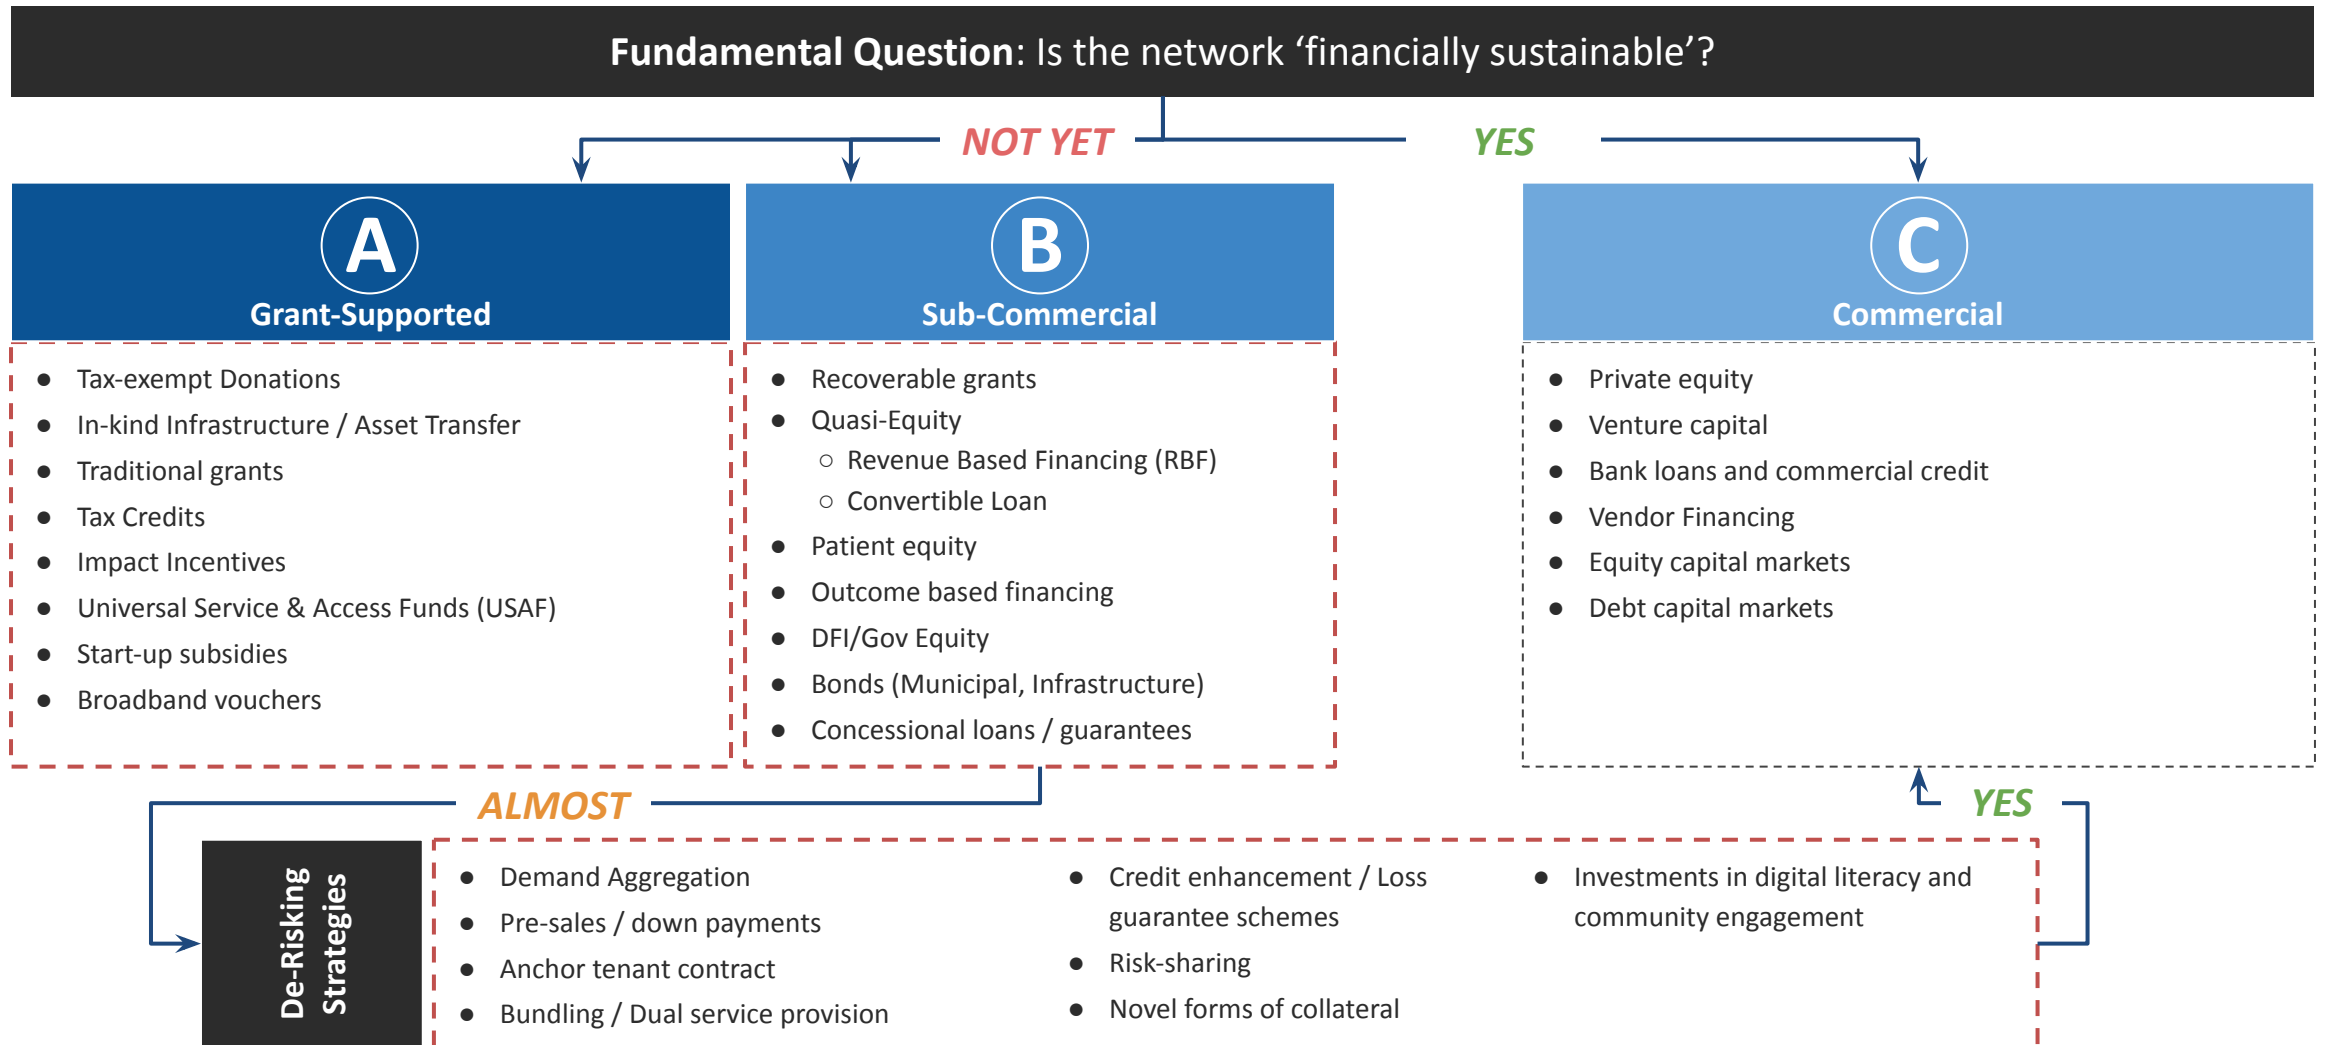 Fundamental Question: Is the network ‘financially sustainable’?
NOT YET
YES
A
Grant-Supported
● Tax-exempt Donations
● In-kind Infrastructure / Asset Transfer
● Traditional grants
● Tax Credits
● Impact Incentives
● Universal Service & Access Funds (USAF)
● Start-up subsidies
● Broadband vouchers
B
Sub-Commercial
● Recoverable grants
● Quasi-Equity
○ Revenue Based Financing (RBF)
○ Convertible Loan
● Patient equity
● Outcome based financing
● DFI/Gov Equity
● Bonds (Municipal, Infrastructure)
● Concessional loans / guarantees
C
Commercial
● Private equity
● Venture capital
● Bank loans and commercial credit
● Vendor Financing
● Equity capital markets
● Debt capital markets
ALMOST
YES
De-Risking
Strategies
● Demand Aggregation
● Pre-sales / down payments
● Anchor tenant contract
● Bundling / Dual service provision
● Credit enhancement / Loss
guarantee schemes
● Risk-sharing
● Novel forms of collateral
● Investments in digital literacy and
community engagement